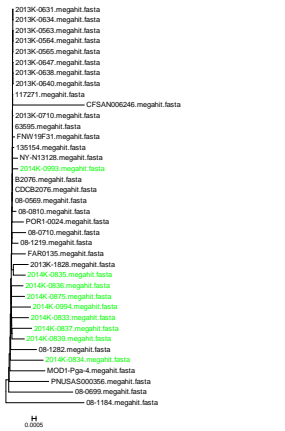 2013K-0631.megahit.fasta
2013K-0634.megahit.fasta
2013K-0563.megahit.fasta
2013K-0564.megahit.fasta
2013K-0565.megahit.fasta
2013K-0647.megahit.fasta
2013K-0638.megahit.fasta
2013K-0640.megahit.fasta
117271.megahit.fasta
CFSAN006246.megahit.fasta
2013K-0710.megahit.fasta
63595.megahit.fasta
FNW19F31.megahit.fasta
135154.megahit.fasta
NY-N13128.megahit.fasta
2014K-0993.megahit.fasta
B2076.megahit.fasta
CDCB2076.megahit.fasta
08-0569.megahit.fasta
08-0810.megahit.fasta
POR1-0024.megahit.fasta
08-0710.megahit.fasta
08-1219.megahit.fasta
FAR0135.megahit.fasta
2013K-1828.megahit.fasta
2014K-0835.megahit.fasta
2014K-0836.megahit.fasta
2014K-0875.megahit.fasta
2014K-0994.megahit.fasta
2014K-0833.megahit.fasta
2014K-0837.megahit.fasta
2014K-0839.megahit.fasta
08-1282.megahit.fasta
2014K-0834.megahit.fasta
MOD1-Pga-4.megahit.fasta
PNUSAS000356.megahit.fasta
08-0699.megahit.fasta
08-1184.megahit.fasta
0.0005